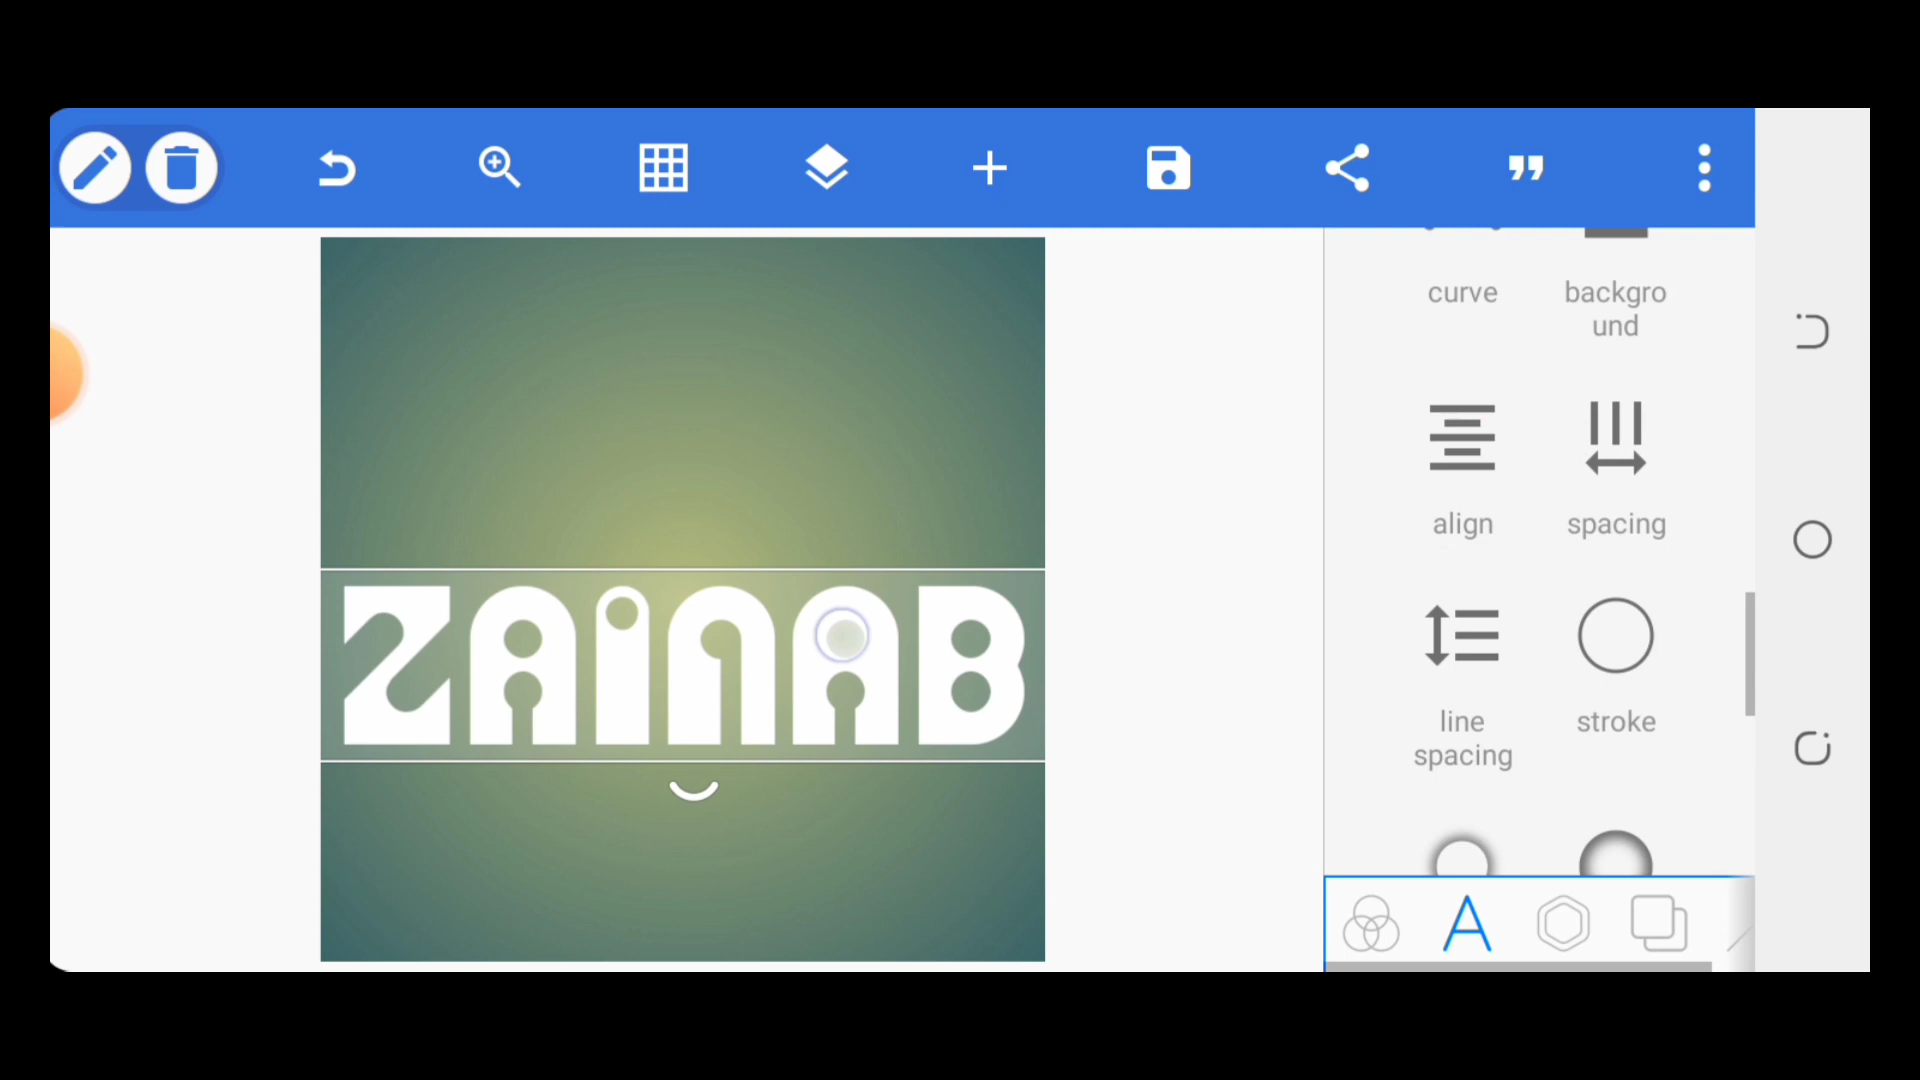 curve
backgro
und
ZAiNAB
align
spacing
line
spacing
stroke